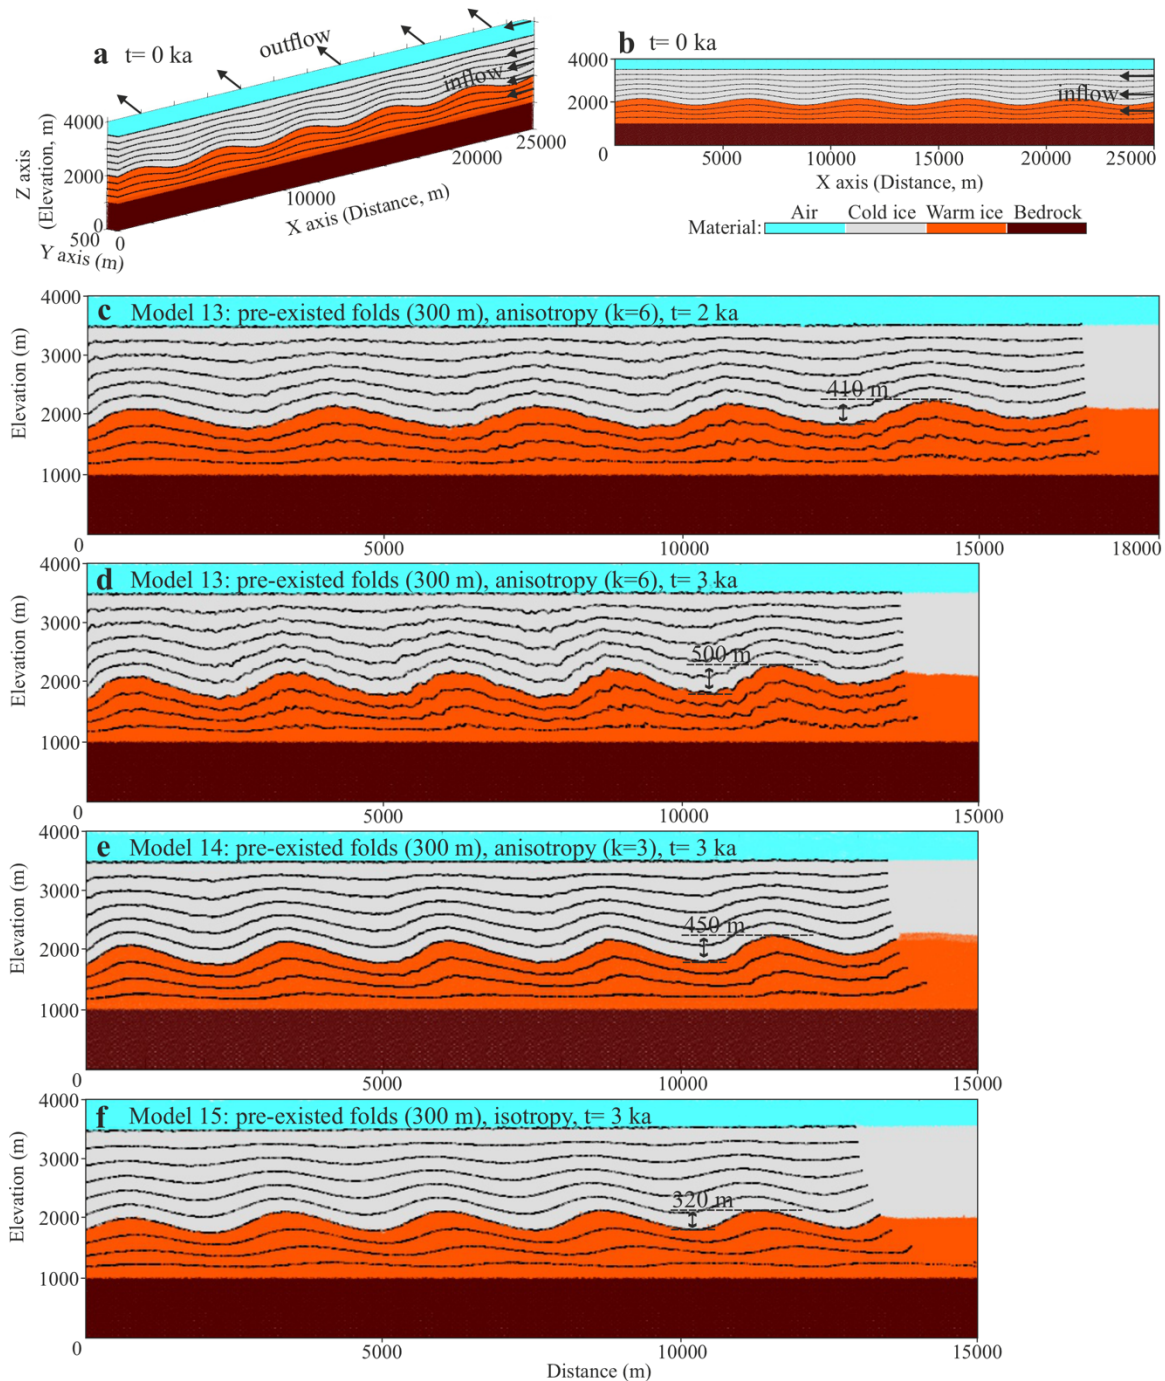 a t= 0 ka
outflow
inflow
4000
2000
0
Z axis
(Elevation, m)
500
0
Y axis (m)
10000
20000
25000
X axis (Distance, m)
b t= 0 ka
4000
2000
0
inflow
5000 10000 15000 20000 25000
X axis (Distance, m)
Air Cold ice Warm ice Bedrock
Material:
c Model 13: pre-existed folds (300 m), anisotropy (k=6), t= 2 ka
4000
3000
2000
1000
0
Elevation (m)
410 m
5000 10000 15000 18000
d Model 13: pre-existed folds (300 m), anisotropy (k=6), t= 3 ka
4000
3000
2000
1000
0
Elevation (m)
500 m
5000 10000 15000
e Model 14: pre-existed folds (300 m), anisotropy (k=3), t= 3 ka
4000
3000
2000
1000
0
Elevation (m)
450 m
5000 10000 15000
f Model 15: pre-existed folds (300 m), isotropy, t= 3 ka
4000
3000
2000
1000
0
Elevation (m)
320 m
5000 10000 15000
Distance (m)